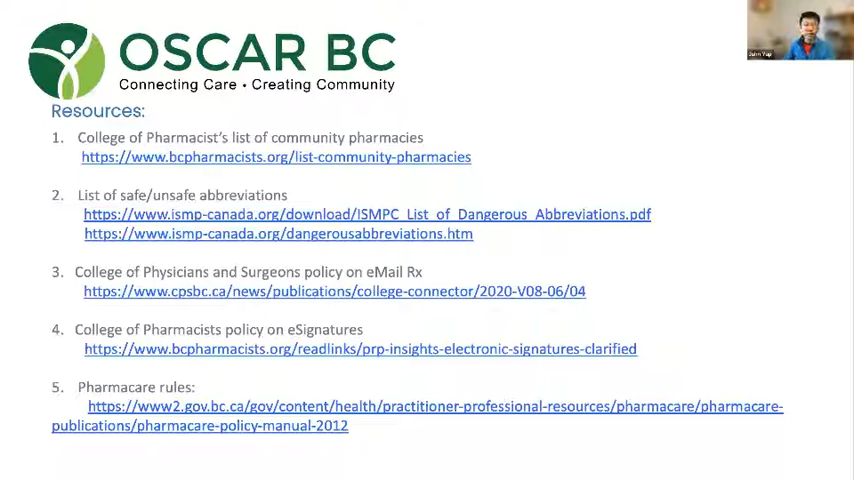 OSCAR BC
Connecting Care • Creating Community
John Yap
Resources:
1. College of Pharmacist's list of community pharmacies
https://www.bcpharmacists.org/list-community-pharmacies
2. List of safe/unsafe abbreviations
https://www.ismp-canada.org/download/ISMPC_List_of_Dangerous_Abbreviations.pdf
https://www.ismp-canada.org/dangerousabbreviations.htm
3. College of Physicians and Surgeons policy on eMail Rx
https://www.cpsbc.ca/news/publications/college-connector/2020-V08-06/04
4. College of Pharmacists policy on eSignatures
https://www.bcpharmacists.org/readlinks/prp-insights-electronic-signatures-clarified
5. Pharmacare rules:
https://www2.gov.bc.ca/gov/content/health/practitioner-professional-resources/pharmacare/pharmacare-
publications/pharmacare-policy-manual-2012